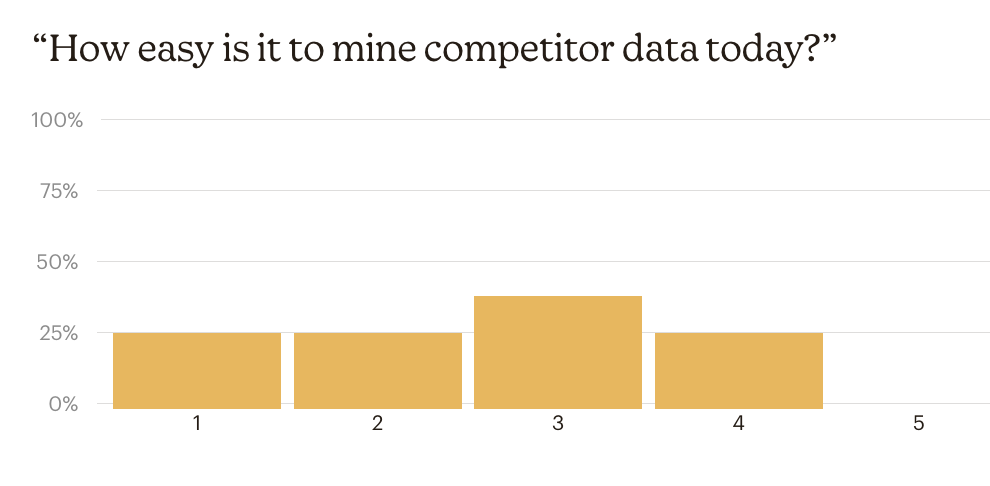 “How easy is it to mine competitor data today?”
100%
75%
50%
25%
0%
1 2 3 4 5